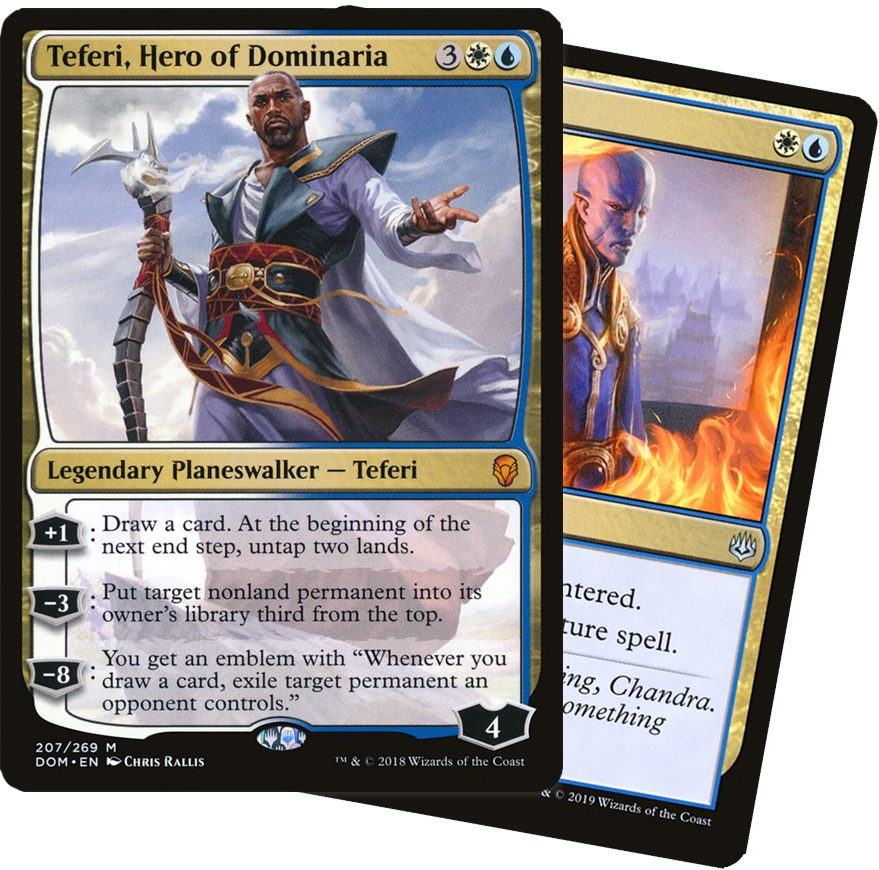 Teferi, Hero of Dominaria 3
Legendary Planeswalker — Teferi
+1 : Draw a card. At the beginning of the
next end step, untap two lands.
−3 : Put target nonland permanent into its
owner's library third from the top.
−8 : You get an emblem with “Whenever you
draw a card, exile target permanent an
opponent controls.”
4
207/269 M
DOM • EN Chris Rallis
™ & © 2018 Wizards of the Coast
ntered.
ture spell.
ing, Chandra.
omething
& © 2019 Wizards of the Coast